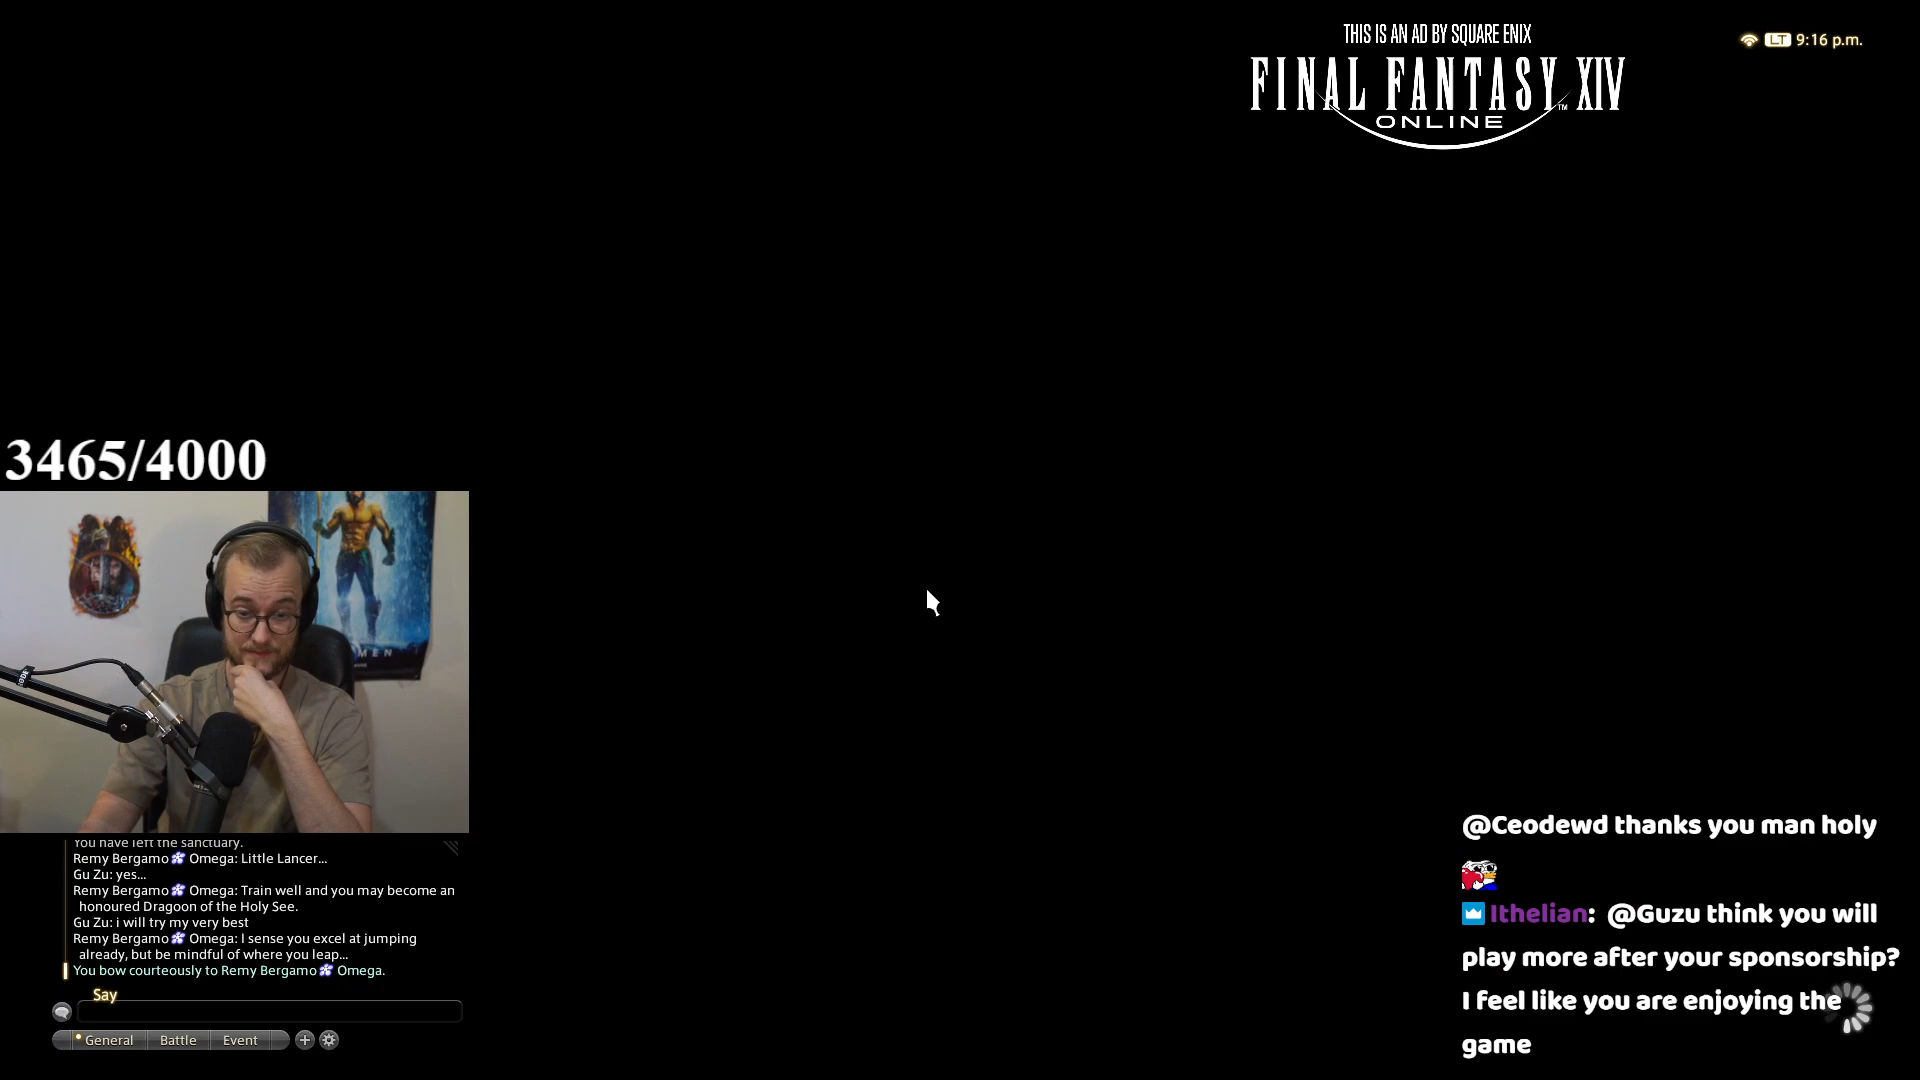 THIS IS AN AD BY SQUARE ENIX
FINAL FANTASY XIV
™
ONLINE
LT 9:16 p.m.
3465/4000
RODE
MEN
You have left the sanctuary.
Remy Bergamo Omega: Little Lancer...
Gu Zu: yes...
Remy Bergamo Omega: Train well and you may become an
honoured Dragoon of the Holy See.
Gu Zu: i will try my very best
Remy Bergamo Omega: I sense you excel at jumping
already, but be mindful of where you leap...
You bow courteously to Remy Bergamo Omega.
Say
General Battle Event
@Ceodewd thanks you man holy
Ithelian: @Guzu think you will
play more after your sponsorship?
I feel like you are enjoying the
game